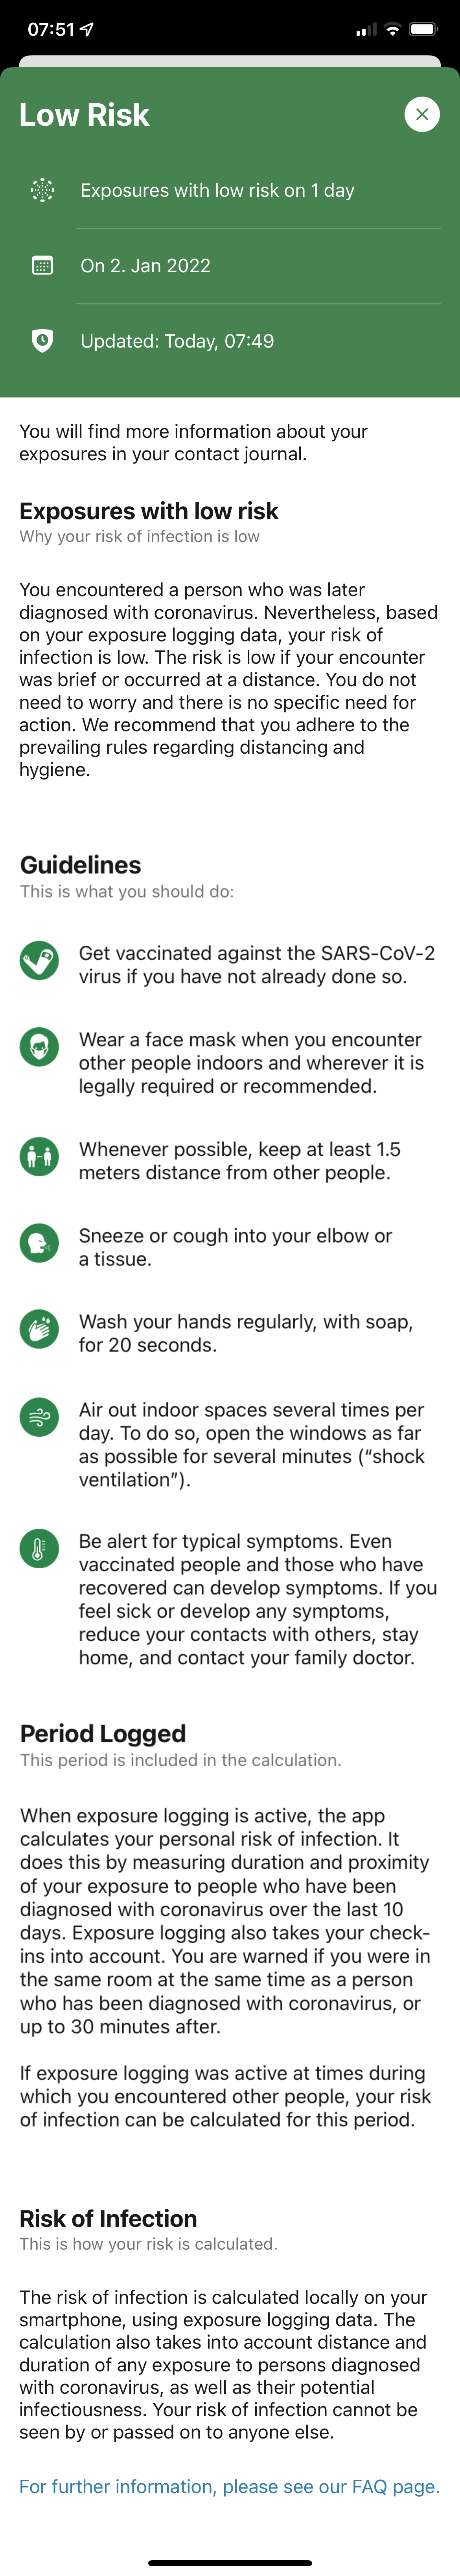 07:51
Low Risk
Exposures with low risk on 1 day
On 2. Jan 2022
Updated: Today, 07:49
You will find more information about your
exposures in your contact journal.
Exposures with low risk
Why your risk of infection is low
You encountered a person who was later
diagnosed with coronavirus. Nevertheless, based
on your exposure logging data, your risk of
infection is low. The risk is low if your encounter
was brief or occurred at a distance. You do not
need to worry and there is no specific need for
action. We recommend that you adhere to the
prevailing rules regarding distancing and
hygiene.
Guidelines
This is what you should do:
Get vaccinated against the SARS-CoV-2
virus if you have not already done so.
Wear a face mask when you encounter
other people indoors and wherever it is
legally required or recommended.
Whenever possible, keep at least 1.5
meters distance from other people.
Sneeze or cough into your elbow or
a tissue.
Wash your hands regularly, with soap,
for 20 seconds.
Air out indoor spaces several times per
day. To do so, open the windows as far
as possible for several minutes (“shock
ventilation”).
Be alert for typical symptoms. Even
vaccinated people and those who have
recovered can develop symptoms. If you
feel sick or develop any symptoms,
reduce your contacts with others, stay
home, and contact your family doctor.
Period Logged
This period is included in the calculation.
When exposure logging is active, the app
calculates your personal risk of infection. It
does this by measuring duration and proximity
of your exposure to people who have been
diagnosed with coronavirus over the last 10
days. Exposure logging also takes your check-
ins into account. You are warned if you were in
the same room at the same time as a person
who has been diagnosed with coronavirus, or
up to 30 minutes after.
If exposure logging was active at times during
which you encountered other people, your risk
of infection can be calculated for this period.
Risk of Infection
This is how your risk is calculated.
The risk of infection is calculated locally on your
smartphone, using exposure logging data. The
calculation also takes into account distance and
duration of any exposure to persons diagnosed
with coronavirus, as well as their potential
infectiousness. Your risk of infection cannot be
seen by or passed on to anyone else.
For further information, please see our FAQ page.